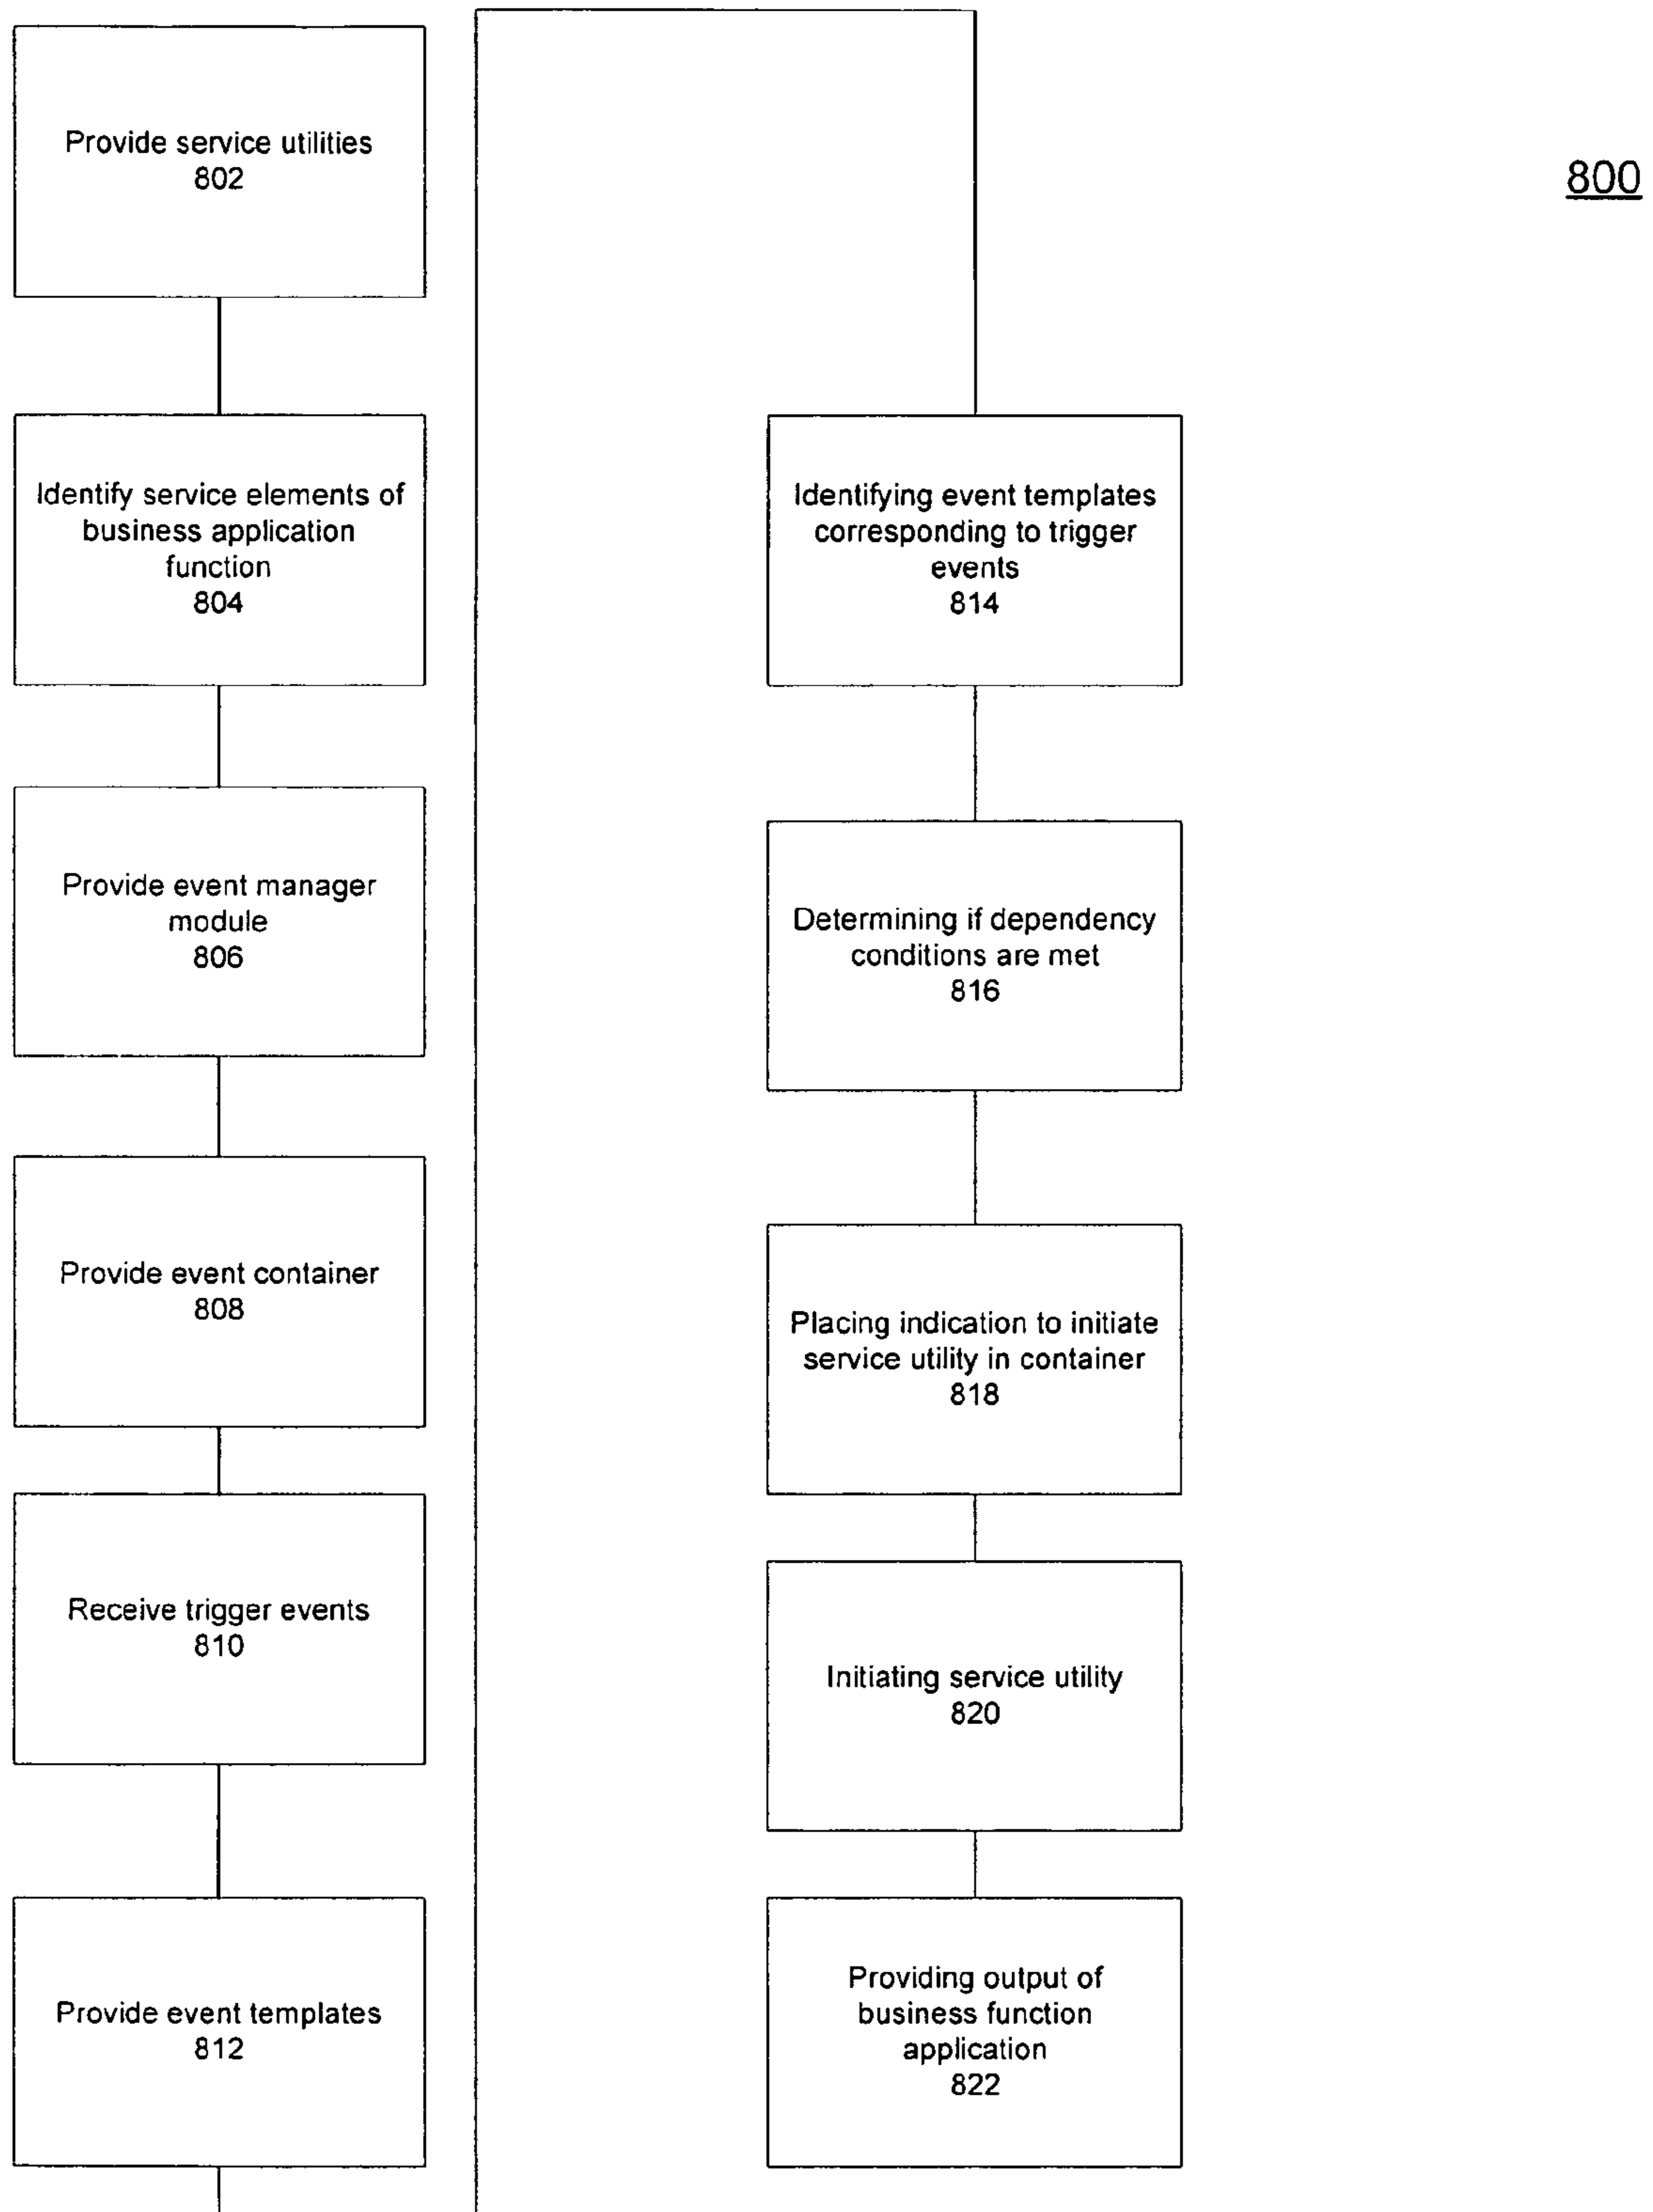 Provide service utilities
802
Identify service elements of
business application
function
804
Provide event manager
module
806
Provide event container
808
Receive trigger events
810
Provide event templates
812
800
Identifying event templates
corresponding to trigger
events
814
Determining if dependency
conditions are met
816
Placing indication to initiate
service utility in container
818
Initiating service utility
820
Providing output of
business function
application
822